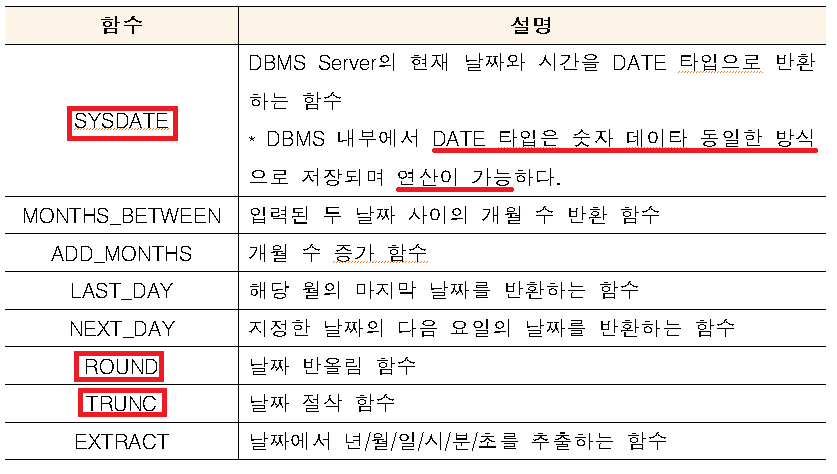 함수 설명
SYSDATE
DBMS Server의 현재 날짜와 시간을 DATE 타입으로 반환
하는 함수
* DBMS 내부에서 DATE 타입은 숫자 데이타 동일한 방식
으로 저장되며 연산이 가능하다.
MONTHS_BETWEEN 입력된 두 날짜 사이의 개월 수 반환 함수
ADD_MONTHS 개월 수 증가 함수
LAST_DAY 해당 월의 마지막 날짜를 반환하는 함수
NEXT_DAY 지정한 날짜의 다음 요일의 날짜를 반환하는 함수
ROUND 날짜 반올림 함수
TRUNC 날짜 절삭 함수
EXTRACT 날짜에서 년/월/일/시/분/초를 추출하는 함수